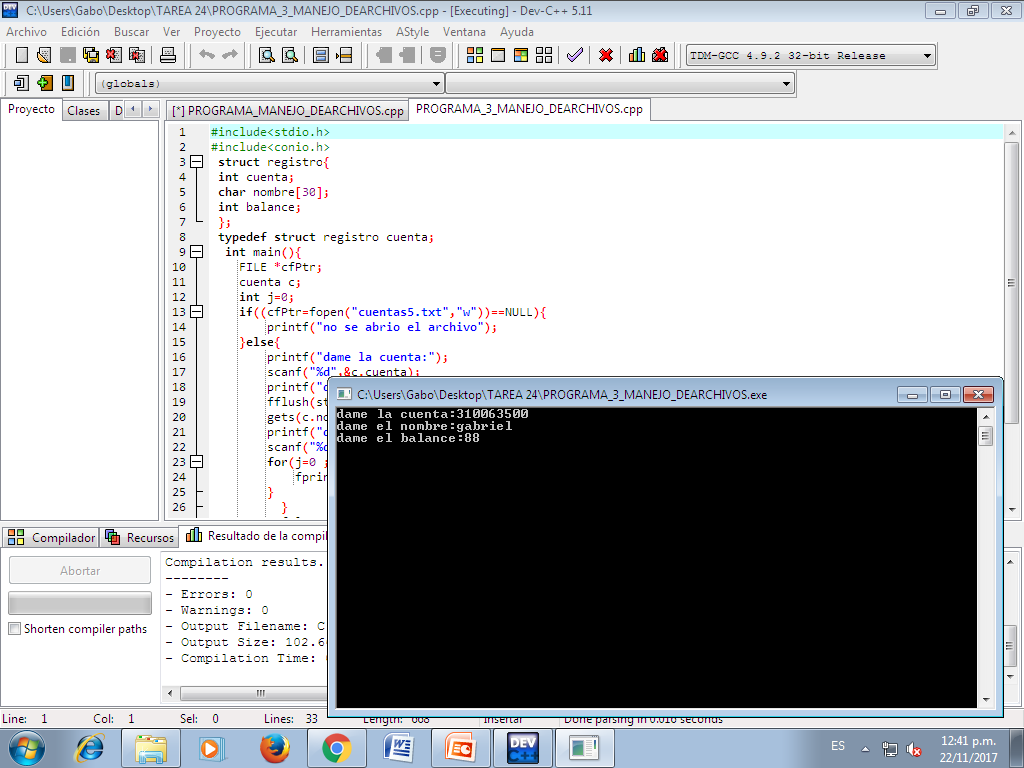 C:\Users\Gabo\Desktop\TAREA 24\PROGRAMA_3_MANEJO_DEARCHIVOS.cpp - [Executing] - Dev-C++ 5.11
Archivo Edición Buscar Ver Proyecto Ejecutar Herramientas AStyle Ventana Ayuda
TDM-GCC 4.9.2 32-bit Release
(globals)
Proyecto Clases D
[*] PROGRAMA_MANEJO_DEARCHIVOS.cpp PROGRAMA_3_MANEJO_DEARCHIVOS.cpp
1 #include<stdio.h>
2 #include<conio.h>
3 struct registro{
4 int cuenta;
5 char nombre[30];
6 int balance;
7 };
8 typedef struct registro cuenta;
9 int main(){
10 FILE *cfPtr;
11 cuenta c;
12 int j=0;
13 if((cfPtr=fopen("cuentas5.txt","w"))==NULL){
14 printf("no se abrio el archivo");
15 }else{
16 printf("dame la cuenta:");
17 scanf("%d",&c.cuenta);
18 printf("d
19 fflush(st
20 gets(c.no
21 printf("d
22 scanf("%d
23 for(j=0 ;
24 fprin
25 }
26 }
C:\Users\Gabo\Desktop\TAREA 24\PROGRAMA_3_MANEJO_DEARCHIVOS.exe
dame la cuenta:310063500
dame el nombre:gabriel
dame el balance:88
Compilador Recursos Resultado de la compil
Abortar
Shorten compiler paths
Compilation results.
--------
- Errors: 0
- Warnings: 0
- Output Filename: C
- Output Size: 102.6
- Compilation Time:
Line: 1 Col: 1 Sel: 0 Lines: 33 Length: 608 Insertar Done parsing in 0.016 seconds
DEV C++
ES
12:41 p.m.
22/11/2017